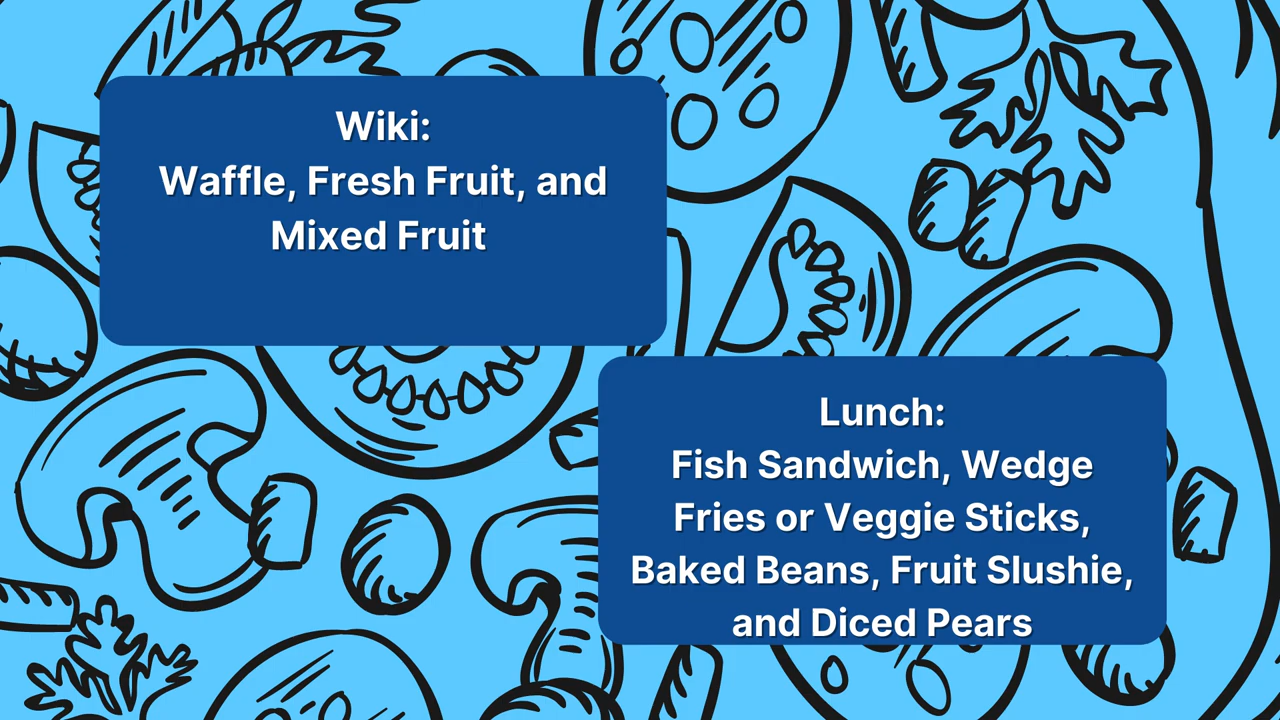 Wiki:
Waffle, Fresh Fruit, and
Mixed Fruit
Lunch:
Fish Sandwich, Wedge
Fries or Veggie Sticks,
Baked Beans, Fruit Slushie,
and Diced Pears